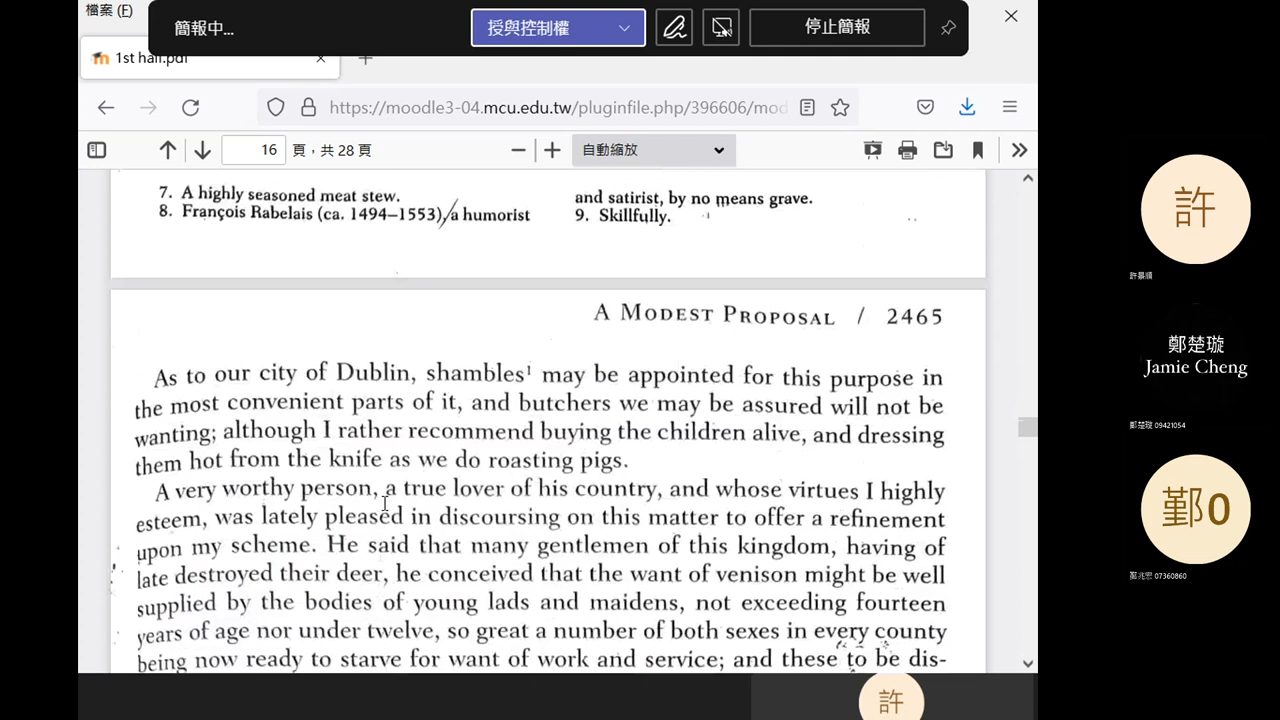 檔案 (F)
簡報中...
授與控制權
停止簡報
1st half.pdf
https://moodle3-04.mcu.edu.tw/pluginfile.php/396606/mod
16 頁，共 28 頁
自動縮放
7. A highly seasoned meat stew.
8. François Rabelais (ca. 1494–1553), a humorist
and satirist, by no means grave.
9. Skillfully.
A MODEST PROPOSAL / 2465
As to our city of Dublin, shambles¹ may be appointed for this purpose in
the most convenient parts of it, and butchers we may be assured will not be
wanting; although I rather recommend buying the children alive, and dressing
them hot from the knife as we do roasting pigs.
A very worthy person, a true lover of his country, and whose virtues I highly
esteem, was lately pleased in discoursing on this matter to offer a refinement
upon my scheme. He said that many gentlemen of this kingdom, having of
late destroyed their deer, he conceived that the want of venison might be well
supplied by the bodies of young lads and maidens, not exceeding fourteen
years of age nor under twelve, so great a number of both sexes in every county
being now ready to starve for want of work and service; and these to be dis-
許
許景順
鄭楚璇
Jamie Cheng
鄭楚璇 09421054
鄞0
鄞兆宏 07360860
許